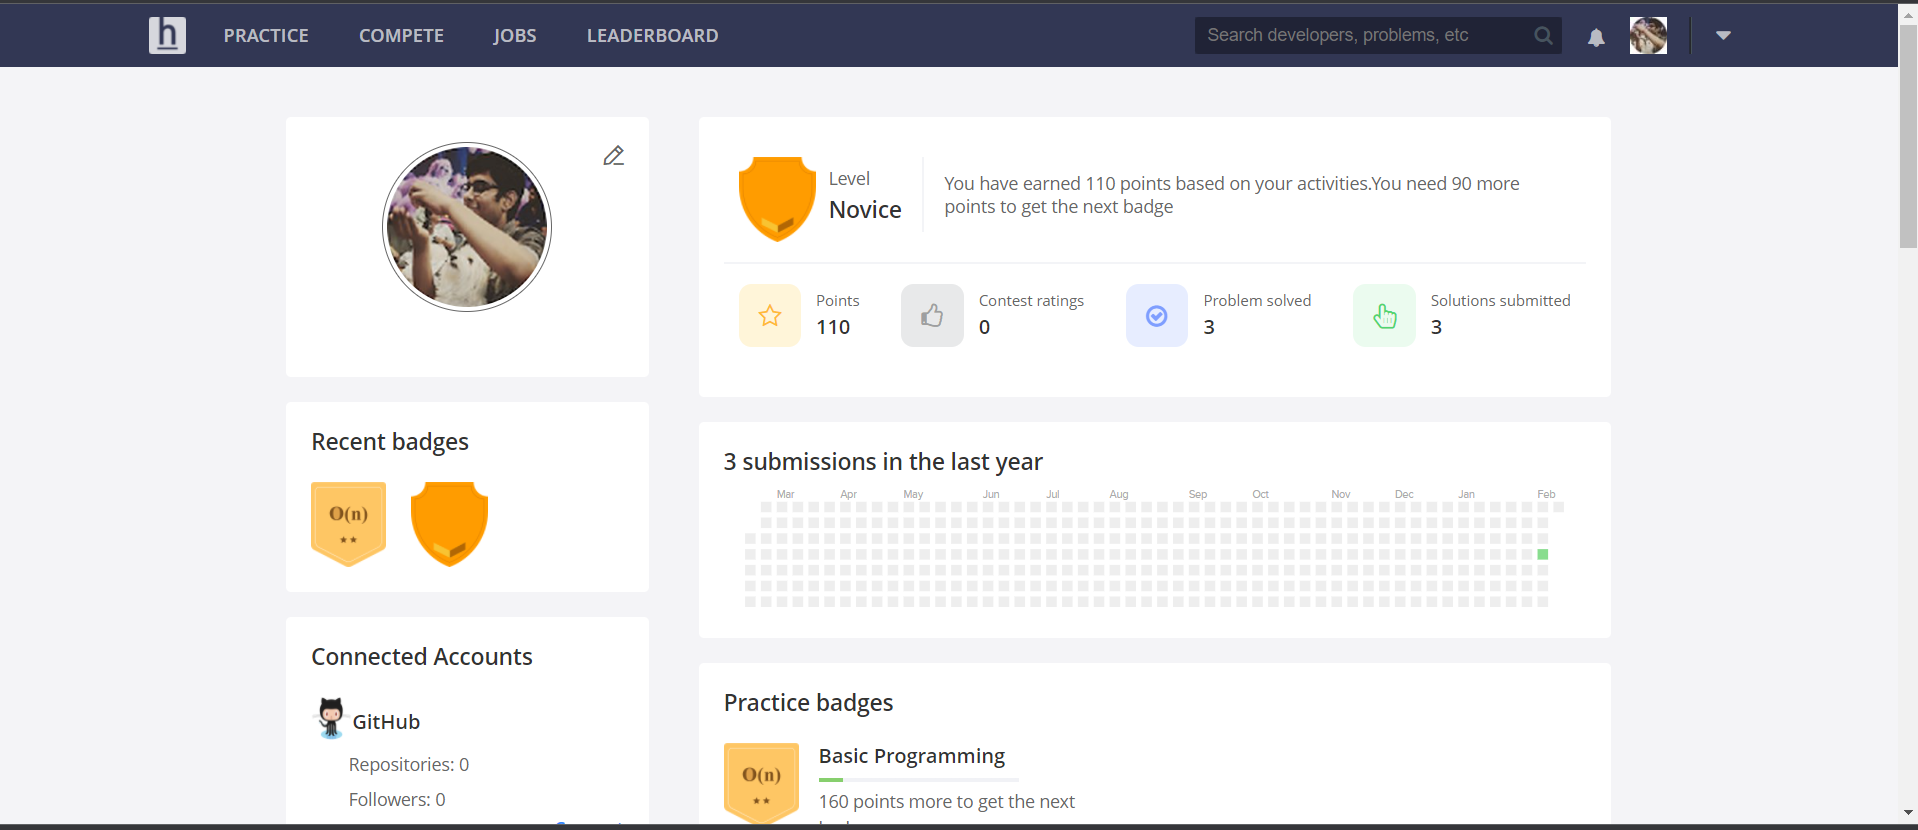 h
PRACTICE
COMPETE
JOBS
LEADERBOARD
Search developers, problems, etc
Level
Novice
You have earned 110 points based on your activities.You need 90 more
points to get the next badge
Points
110
Contest ratings
0
Problem solved
3
Solutions submitted
3
Recent badges
O(n)
3 submissions in the last year
Mar Apr May Jun Jul Aug Sep Oct Nov Dec Jan Feb
Connected Accounts
GitHub
Repositories: 0
Followers: 0
Practice badges
O(n)
Basic Programming
160 points more to get the next